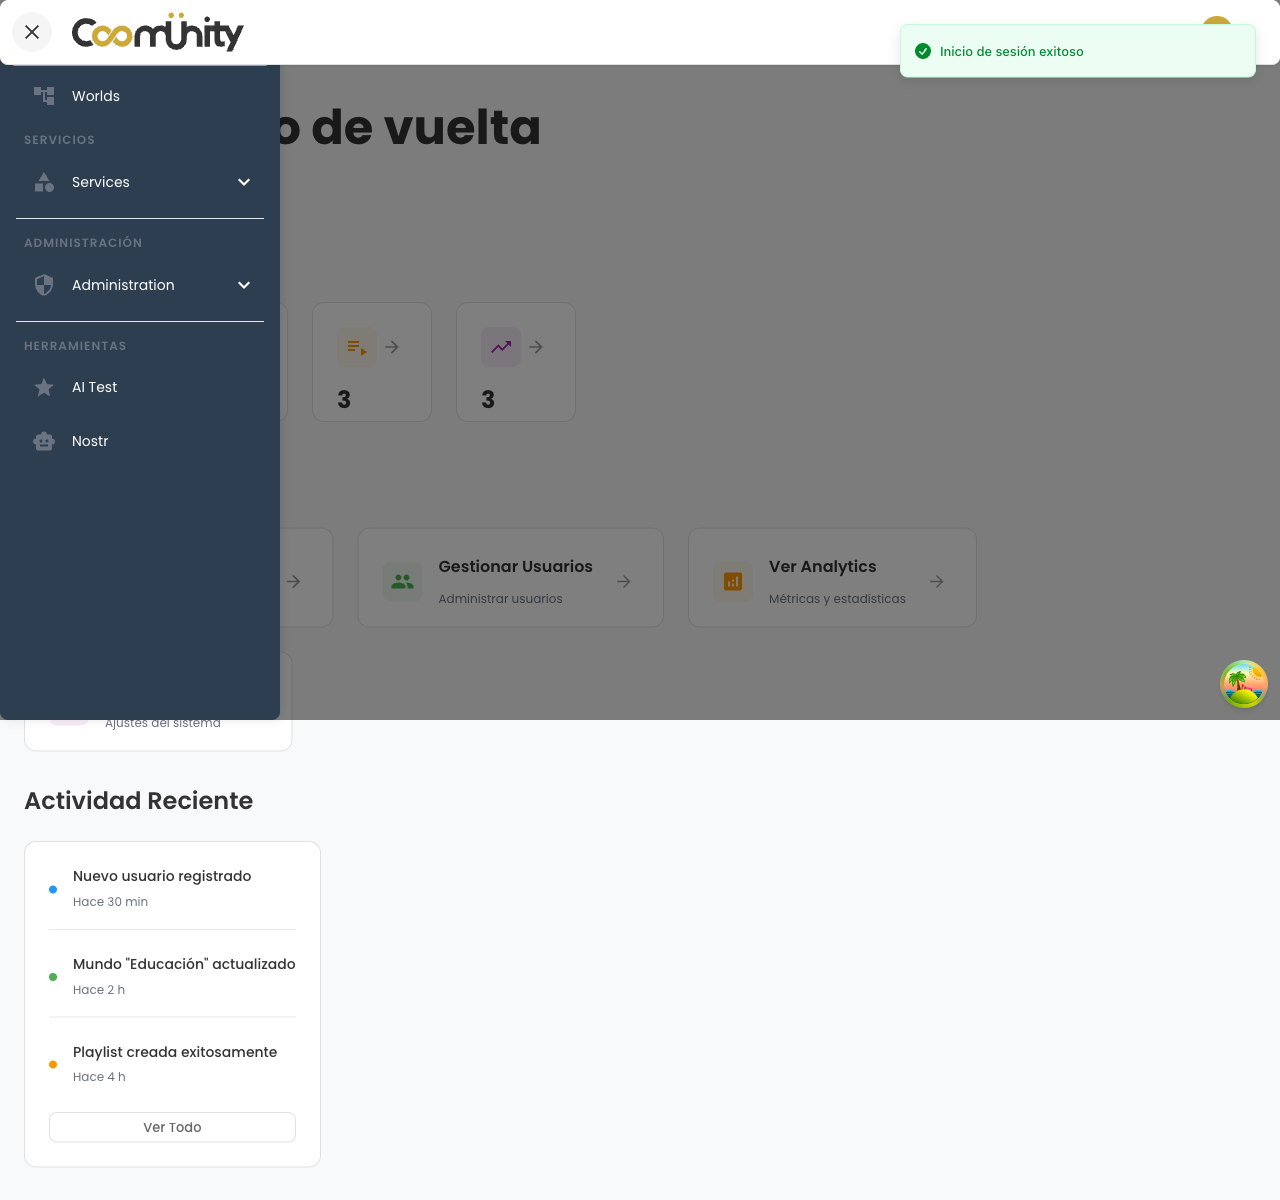 Coomünity
Inicio de sesión exitoso
Worlds
SERVICIOS
Services
ADMINISTRACIÓN
Administration
HERRAMIENTAS
AI Test
Nostr
o de vuelta
3
3
Gestionar Usuarios
Administrar usuarios
Ver Analytics
Métricas y estadísticas
Ajustes del sistema
Actividad Reciente
Nuevo usuario registrado
Hace 30 min
Mundo "Educación" actualizado
Hace 2 h
Playlist creada exitosamente
Hace 4 h
Ver Todo